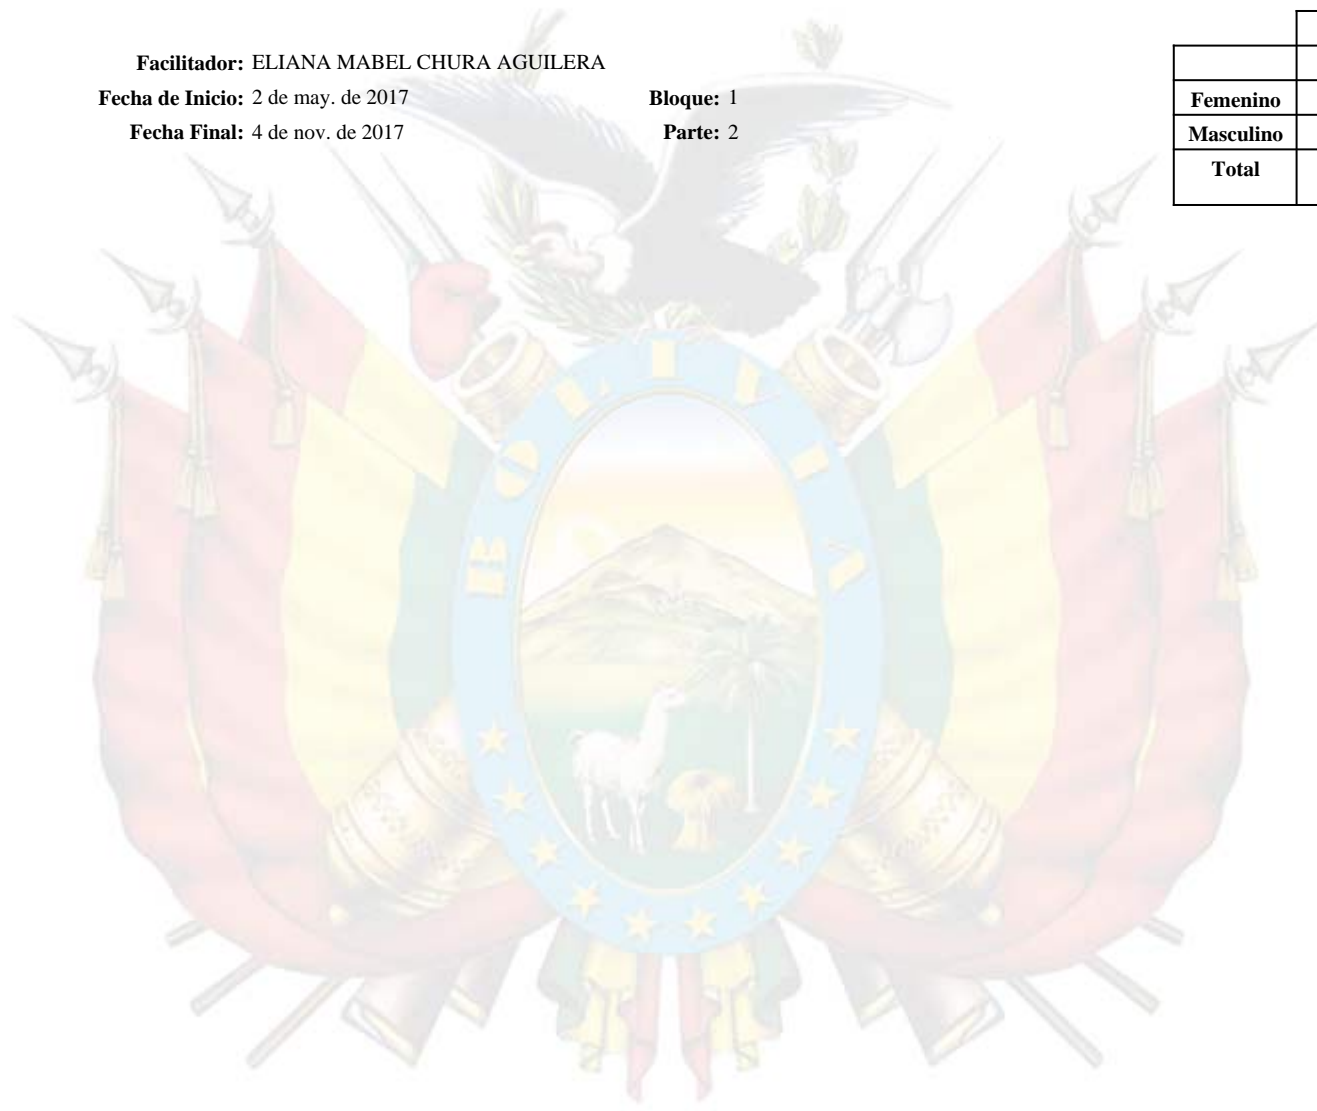 Facilitador: ELIANA MABEL CHURA AGUILERA
Fecha de Inicio: 2 de may. de 2017 Bloque: 1
Femenino
Fecha Final: 4 de nov. de 2017 Parte: 2
Masculino
Total
BOLIVIA